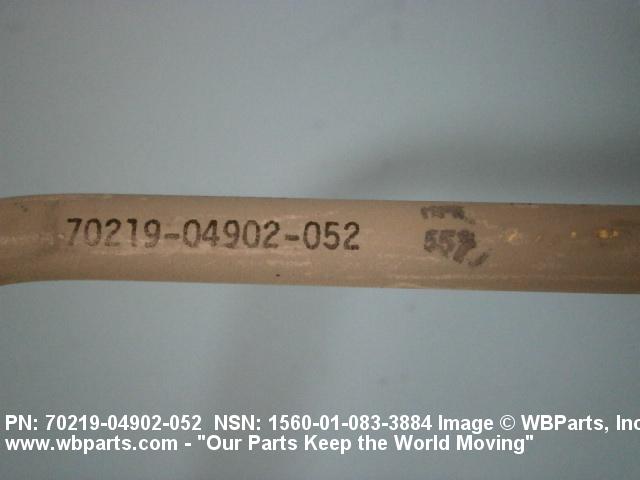 70219-04902-052
PN: 70219-04902-052 NSN: 1560-01-083-3884 Image © WBParts, Inc
www.wbparts.com - "Our Parts Keep the World Moving"